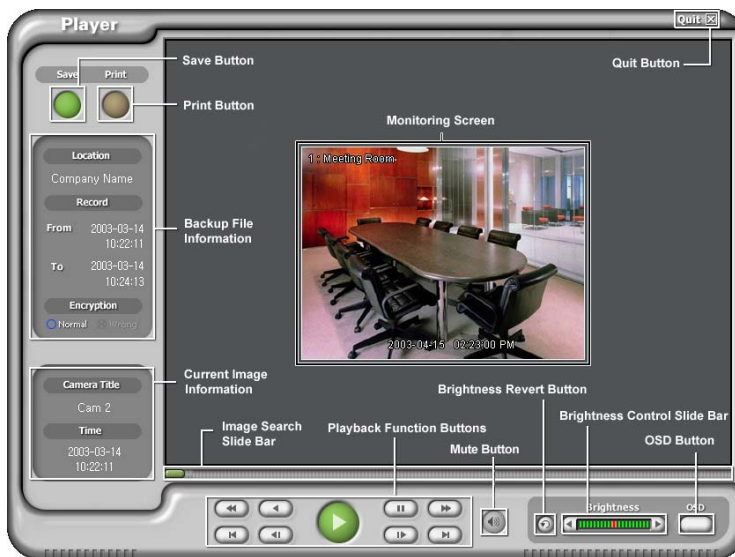 Player
Quit
Save Print
Save Button
Quit Button
Print Button
Monitoring Screen
1 : Meeting Room
Location
Company Name
Record
From 2003-03-14
10:22:11
To 2003-03-14
10:24:13
Encryption
Normal Wrong
Backup File
Information
2003-04-15 02:23:00 PM
Current Image
Information
Camera Title
Cam 2
Time
2003-03-14
10:22:11
Brightness Revert Button
Image Search
Slide Bar
Playback Function Buttons
Brightness Control Slide Bar
Mute Button
OSD Button
Brightness
OSD